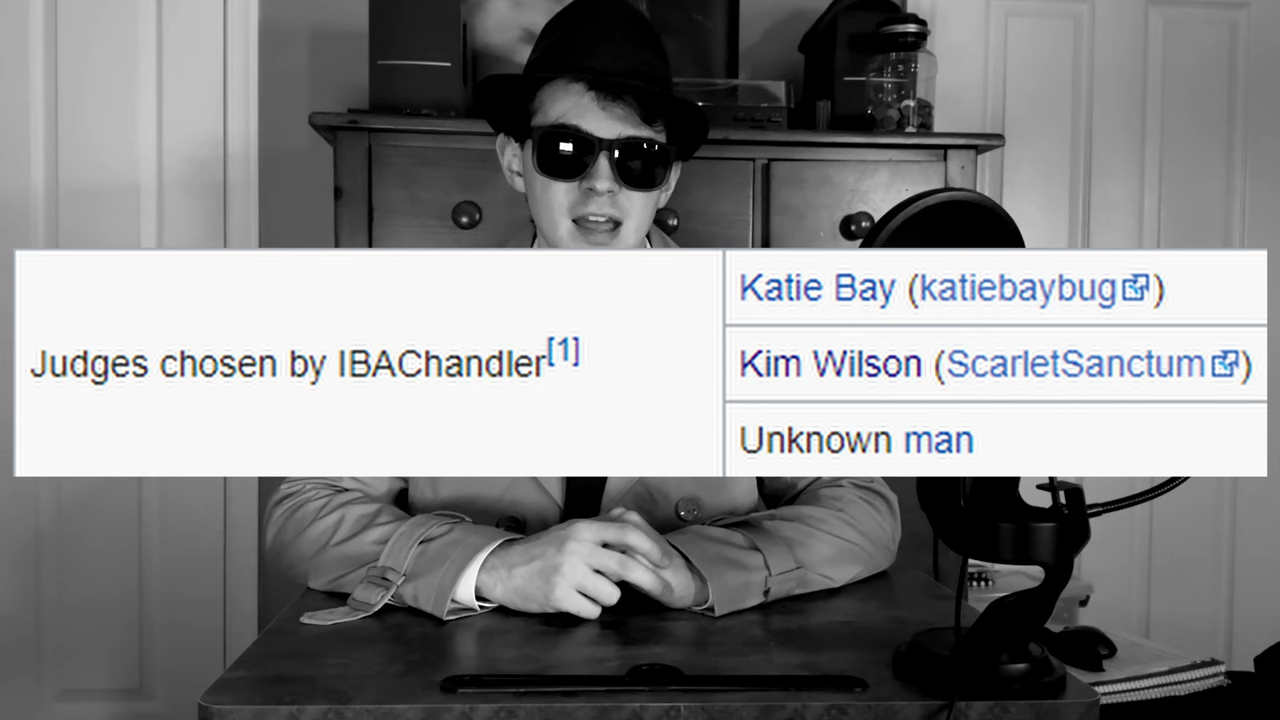 Katie Bay (katiebaybug)
Judges chosen by IBAChandler[1]
Kim Wilson (ScarletSanctum)
Unknown man